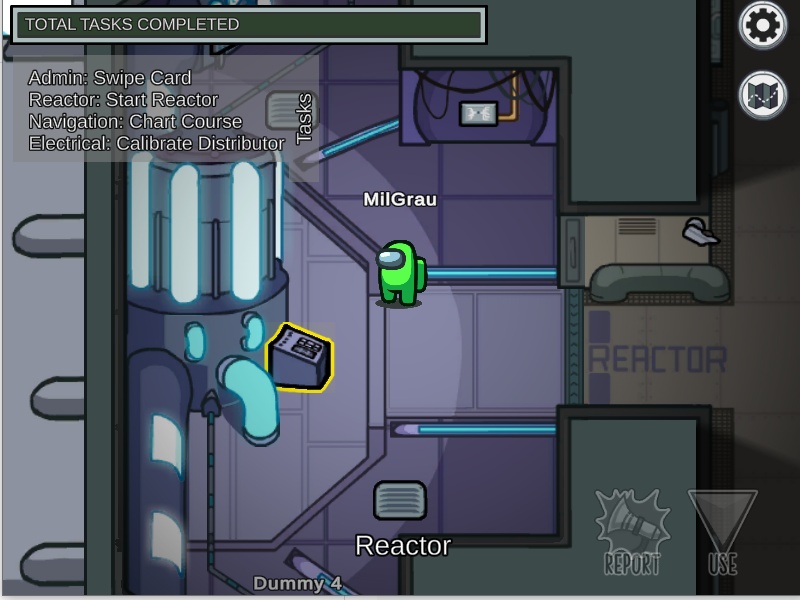 TOTAL TASKS COMPLETED
Admin: Swipe Card
Reactor: Start Reactor
Navigation: Chart Course
Electrical: Calibrate Distributor
Tasks
MilGrau
REACTOR
Reactor
REPORT
USE
Dummy 4